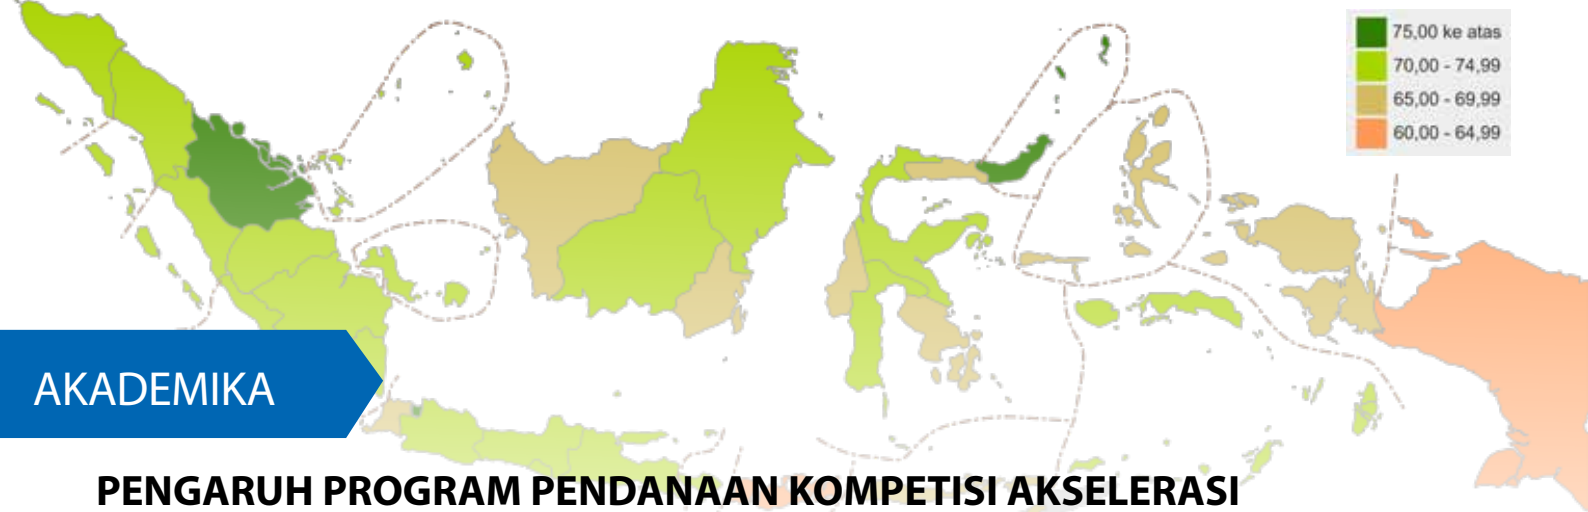 75,00 ke atas
70,00 - 74,99
65,00 - 69,99
60,00 - 64,99
AKADEMIKA
PENGARUH PROGRAM PENDANAAN KOMPETISI AKSELERASI